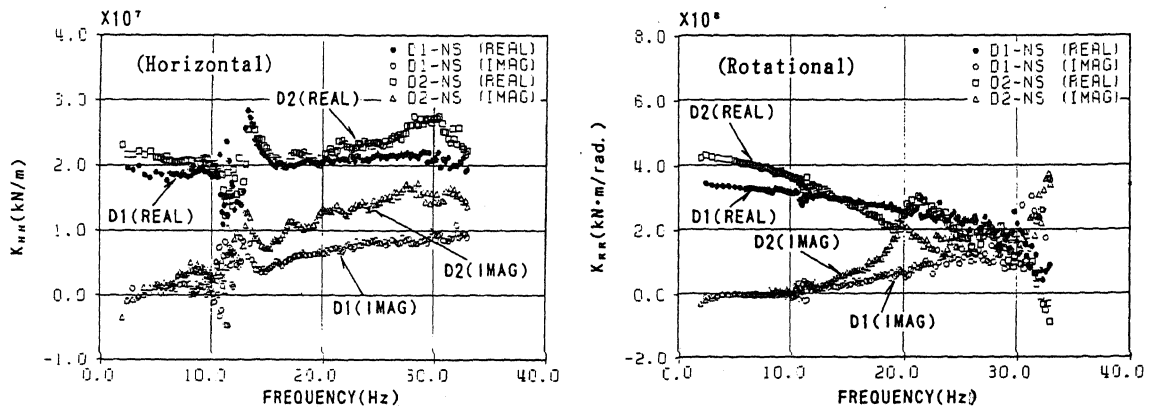 X10⁷
4.0
3.0
2.0
1.0
0.0
-1.0
K_HH(kN/m)
(Horizontal)
D1-NS (REAL)
D1-NS (IMAG)
D2-NS (REAL)
D2-NS (IMAG)
D2(REAL)
D1(REAL)
D2(IMAG)
D1(IMAG)
0.0 10.0 20.0 30.0 40.0
FREQUENCY(Hz)
X10⁸
8.0
6.0
4.0
2.0
0.0
-2.0
K_RR(kN·m/rad.)
(Rotational)
D1-NS (REAL)
D1-NS (IMAG)
D2-NS (REAL)
D2-NS (IMAG)
D2(REAL)
D1(REAL)
D2(IMAG)
D1(IMAG)
0.0 10.0 20.0 30.0 40.0
FREQUENCY(Hz)